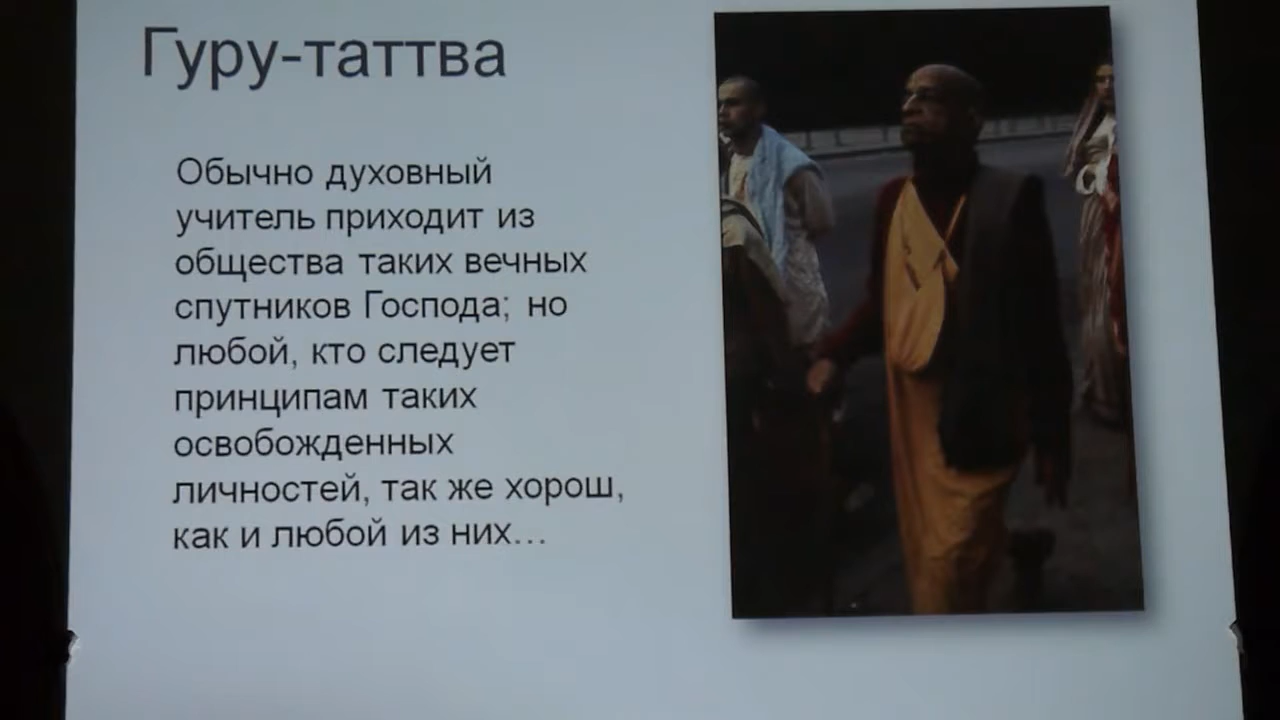 Гуру-таттва
Обычно духовный
учитель приходит из
общества таких вечных
спутников Господа; но
любой, кто следует
принципам таких
освобожденных
личностей, так же хорош,
как и любой из них…